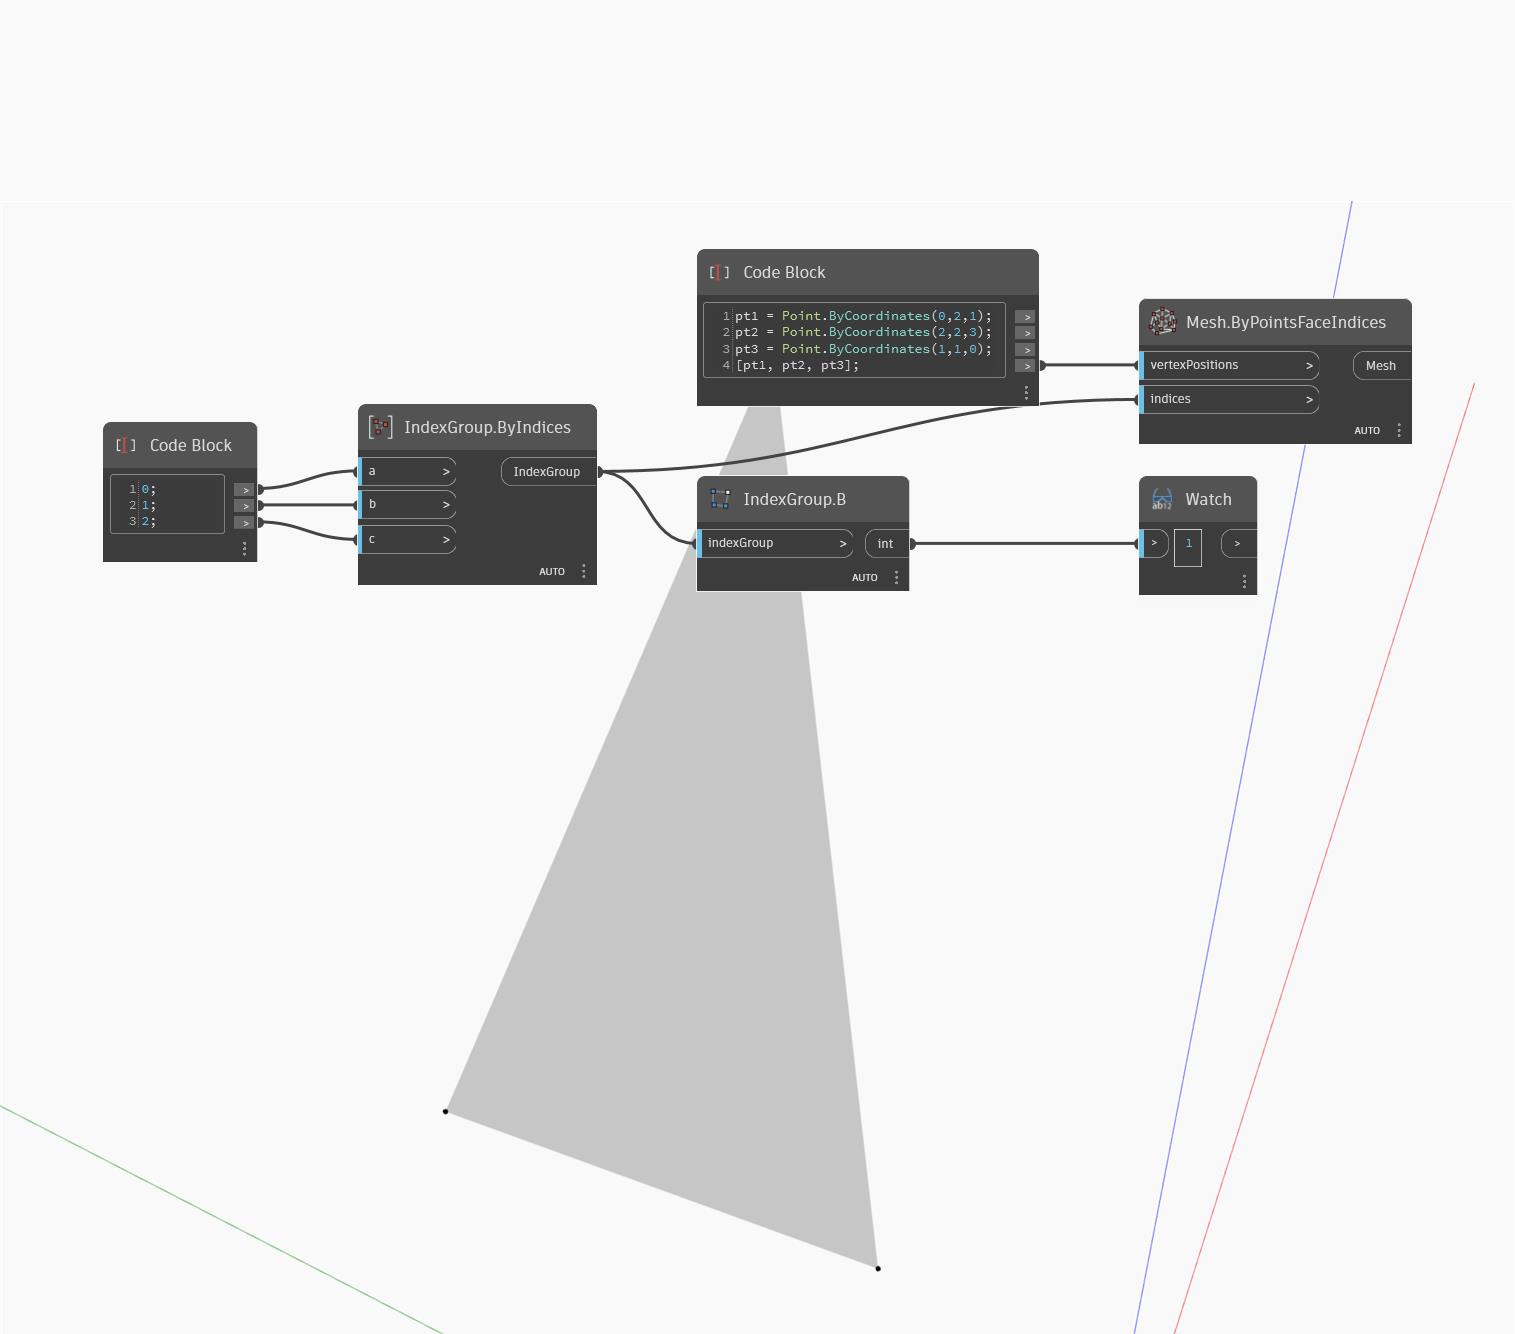 Code Block
1 pt1 = Point.ByCoordinates(0,2,1); >
2 pt2 = Point.ByCoordinates(2,2,3); >
3 pt3 = Point.ByCoordinates(1,1,0); >
4 [pt1, pt2, pt3]; >
Mesh.ByPointsFaceIndices
vertexPositions > Mesh
indices >
AUTO
Code Block
1 0; >
2 1; >
3 2; >
IndexGroup.ByIndices
a > IndexGroup
b >
c >
AUTO
IndexGroup.B
indexGroup > int
AUTO
Watch
ab12
> 1 >